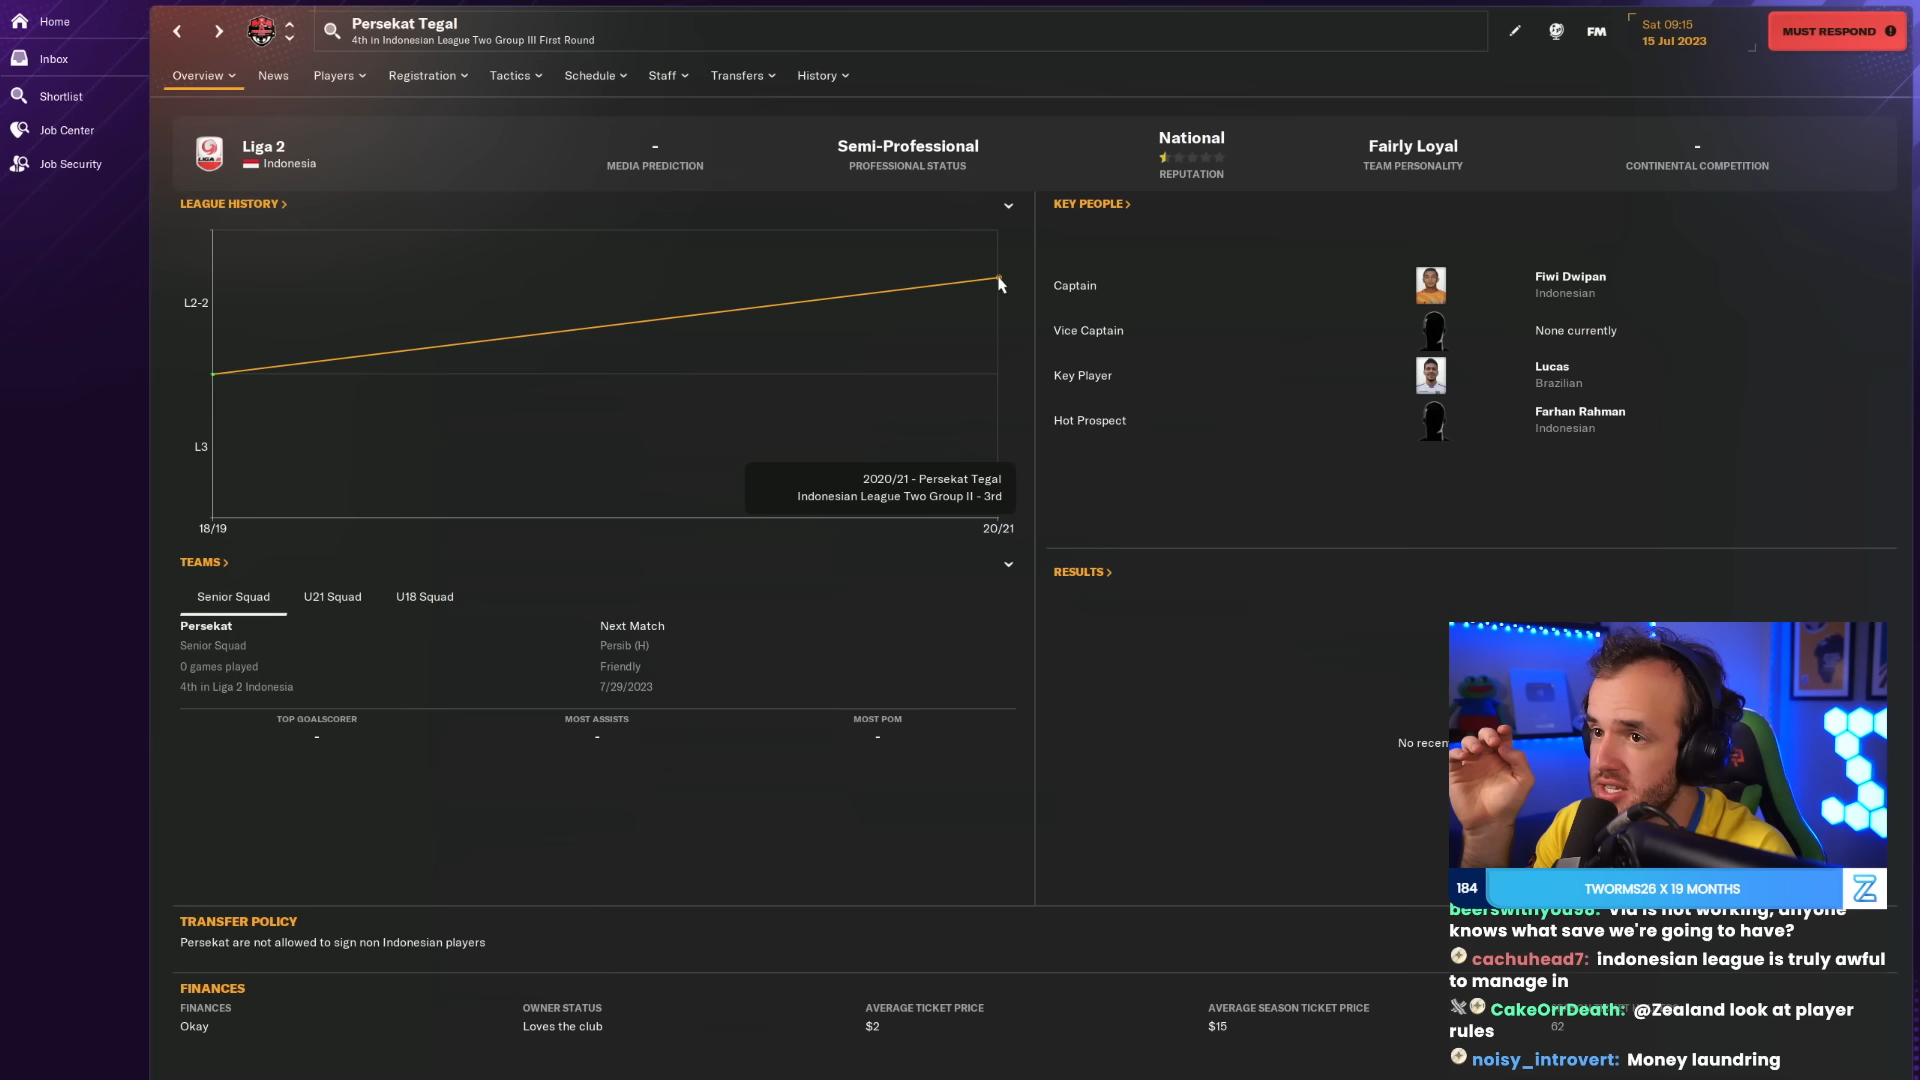 Home
Inbox
Shortlist
Job Center
Job Security
Persekat Tegal
4th in Indonesian League Two Group III First Round
FM
Sat 09:15
15 Jul 2023
MUST RESPOND
Overview
News
Players
Registration
Tactics
Schedule
Staff
Transfers
History
LIGA 2
Liga 2
Indonesia
-
MEDIA PREDICTION
Semi-Professional
PROFESSIONAL STATUS
National
REPUTATION
Fairly Loyal
TEAM PERSONALITY
-
CONTINENTAL COMPETITION
LEAGUE HISTORY >
L2-2
L3
2020/21 - Persekat Tegal
Indonesian League Two Group II - 3rd
18/19
20/21
KEY PEOPLE >
Captain
Fiwi Dwipan
Indonesian
Vice Captain
None currently
Key Player
Lucas
Brazilian
Hot Prospect
Farhan Rahman
Indonesian
TEAMS >
Senior Squad
U21 Squad
U18 Squad
Persekat
Senior Squad
0 games played
4th in Liga 2 Indonesia
Next Match
Persib (H)
Friendly
7/29/2023
TOP GOALSCORER
-
MOST ASSISTS
-
MOST POM
-
RESULTS >
No recen
TRANSFER POLICY
Persekat are not allowed to sign non Indonesian players
FINANCES
FINANCES
Okay
OWNER STATUS
Loves the club
AVERAGE TICKET PRICE
$2
AVERAGE SEASON TICKET PRICE
$15
62
184
TWORMS26 X 19 MONTHS
Z
beerswithyou98: Vid is not working, anyone
knows what save we're going to have?
cachuhead7: indonesian league is truly awful
to manage in
CakeOrrDeath: @Zealand look at player
rules
noisy_introvert: Money laundring